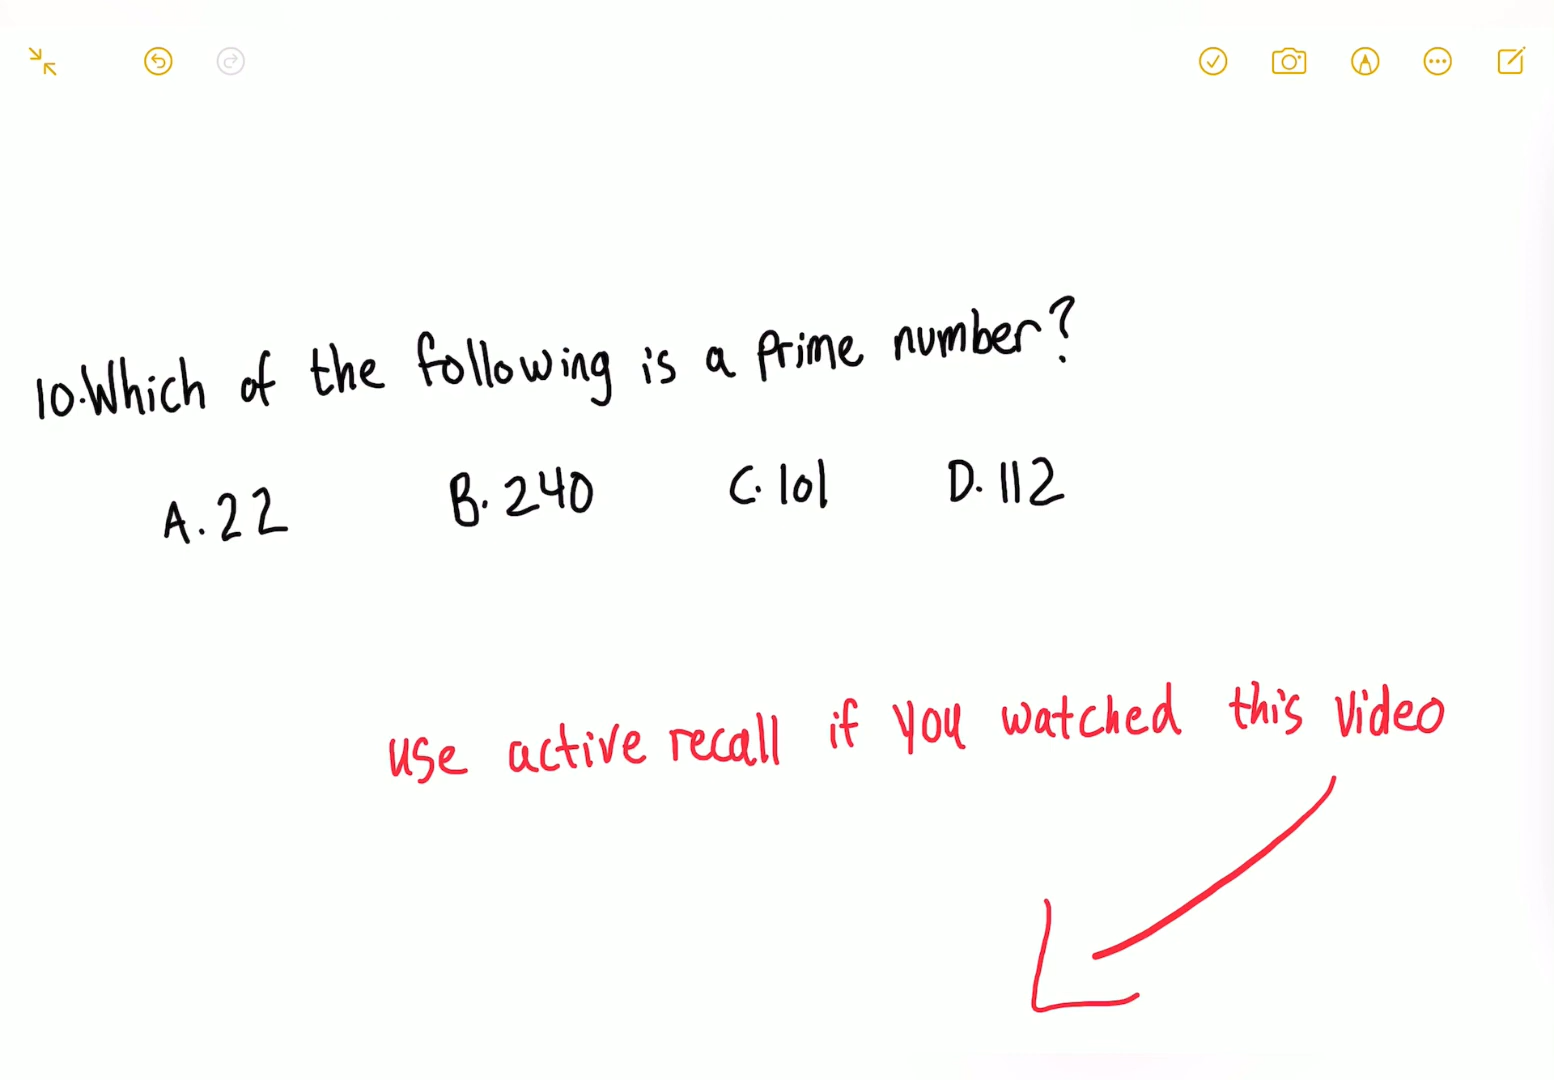 10. Which of the following is a prime number?
A. 22 B. 240 C. 101 D. 112
use active recall if you watched this video